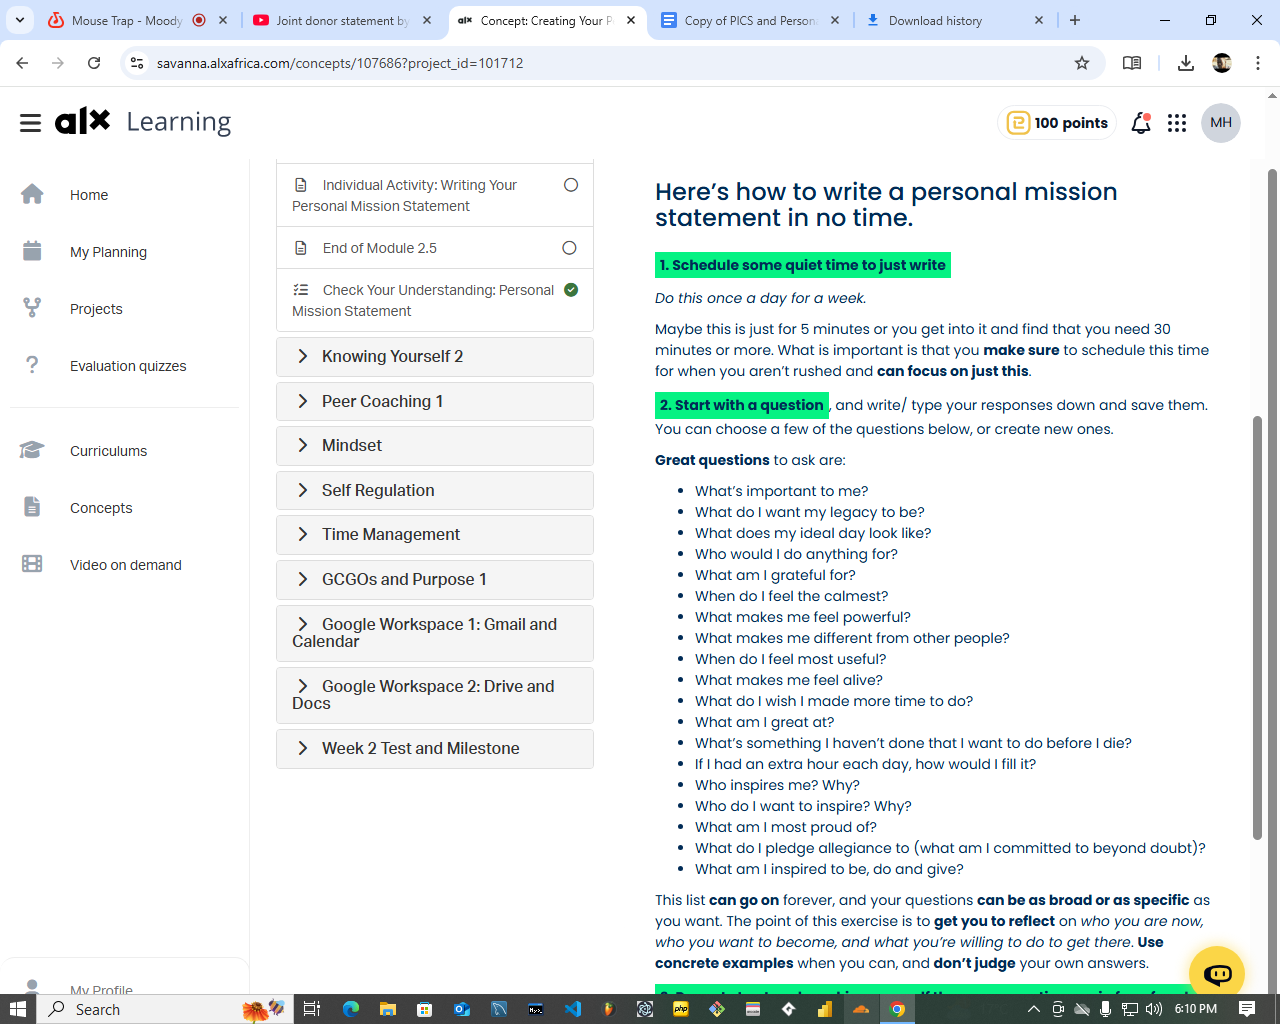 Mouse Trap - Moody
Joint donor statement by
Concept: Creating Your P
Copy of PICS and Person
Download history
savanna.alxafrica.com/concepts/107686?project_id=101712
alx Learning
100 points
MH
Home
My Planning
Projects
Evaluation quizzes
Curriculums
Concepts
Video on demand
My Profile
Individual Activity: Writing Your
Personal Mission Statement
End of Module 2.5
Check Your Understanding: Personal
Mission Statement
Knowing Yourself 2
Peer Coaching 1
Mindset
Self Regulation
Time Management
GCGOs and Purpose 1
Google Workspace 1: Gmail and
Calendar
Google Workspace 2: Drive and
Docs
Week 2 Test and Milestone
Here’s how to write a personal mission
statement in no time.
1. Schedule some quiet time to just write
Do this once a day for a week.
Maybe this is just for 5 minutes or you get into it and find that you need 30
minutes or more. What is important is that you make sure to schedule this time
for when you aren’t rushed and can focus on just this.
2. Start with a question, and write/ type your responses down and save them.
You can choose a few of the questions below, or create new ones.
Great questions to ask are:
• What’s important to me?
• What do I want my legacy to be?
• What does my ideal day look like?
• Who would I do anything for?
• What am I grateful for?
• When do I feel the calmest?
• What makes me feel powerful?
• What makes me different from other people?
• When do I feel most useful?
• What makes me feel alive?
• What do I wish I made more time to do?
• What am I great at?
• What’s something I haven’t done that I want to do before I die?
• If I had an extra hour each day, how would I fill it?
• Who inspires me? Why?
• Who do I want to inspire? Why?
• What am I most proud of?
• What do I pledge allegiance to (what am I committed to beyond doubt)?
• What am I inspired to be, do and give?
This list can go on forever, and your questions can be as broad or as specific as
you want. The point of this exercise is to get you to reflect on who you are now,
who you want to become, and what you’re willing to do to get there. Use
concrete examples when you can, and don’t judge your own answers.
Search
6:10 PM